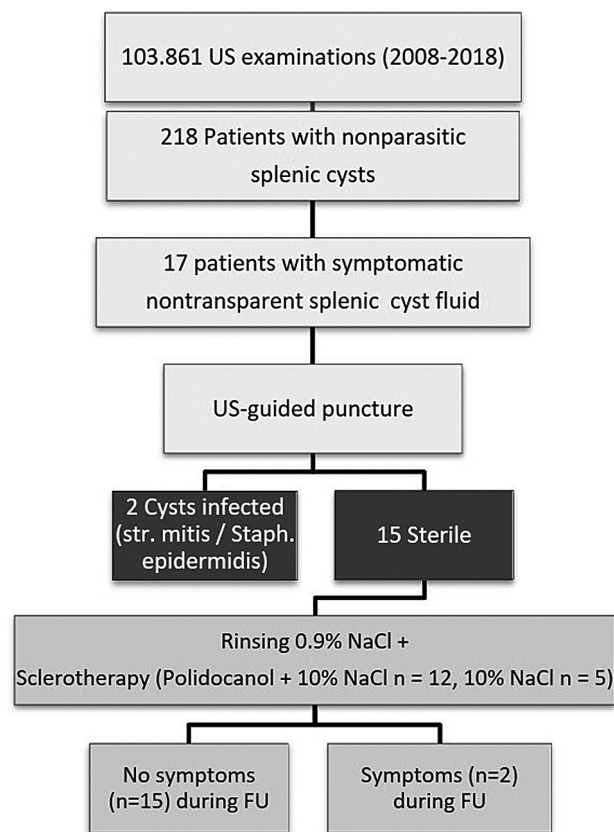 103.861 US examinations (2008-2018)
218 Patients with nonparasitic
splenic cysts
17 patients with symptomatic
nontransparent splenic cyst fluid
US-guided puncture
2 Cysts infected
(str. mitis / Staph.
epidermidis)
15 Sterile
Rinsing 0.9% NaCl +
Sclerotherapy (Polidocanol + 10% NaCl n = 12, 10% NaCl n = 5)
No symptoms
(n=15) during FU
Symptoms (n=2)
during FU